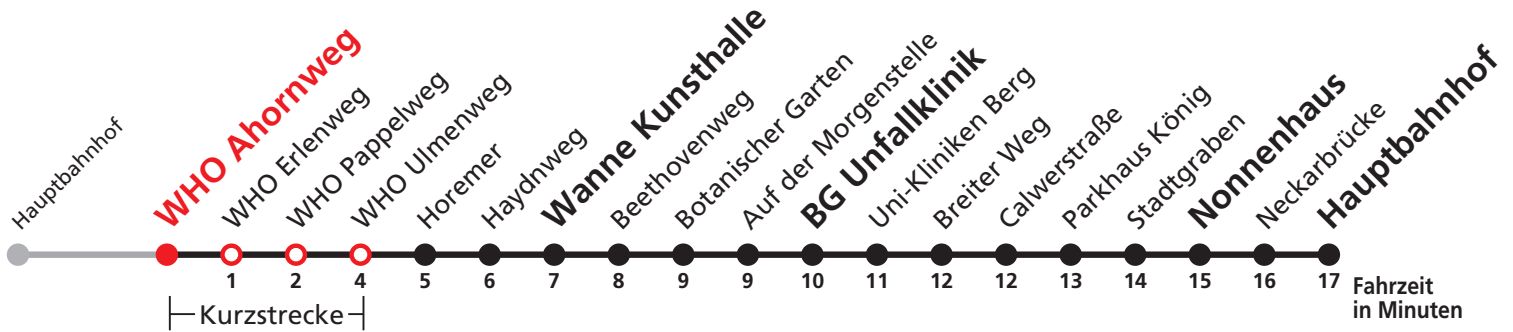 Hauptbahnhof
WHO Ahornweg
WHO Erlenweg
WHO Pappelweg
WHO Ulmenweg
Horemer
Haydnweg
Wanne Kunsthalle
Beethovenweg
Botanischer Garten
Auf der Morgenstelle
BG Unfallklinik
Uni-Kliniken Berg
Breiter Weg
Calwerstraße
Parkhaus König
Stadtgraben
Nonnenhaus
Neckarbrücke
Hauptbahnhof
1 2 4 5 6 7 8 9 9 10 11 12 12 13 14 15 16 17
Fahrzeit
in Minuten
Kurzstrecke